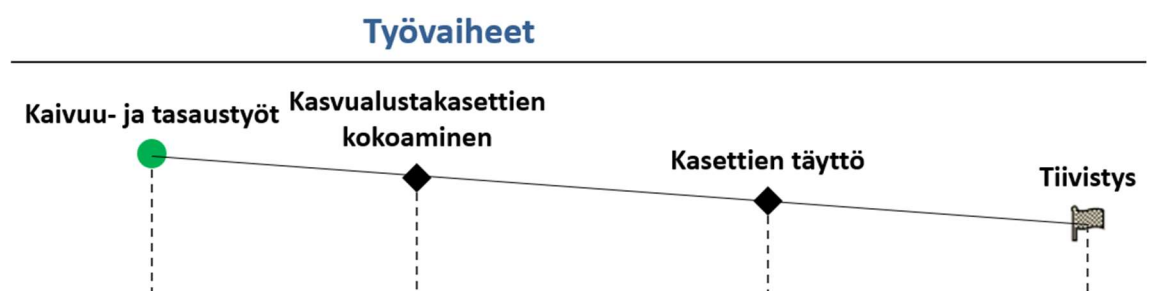 Työvaiheet
Kaivuu- ja tasaustyöt
Kasvualustakasettien
kokoaminen
Kasettien täyttö
Tiivistys